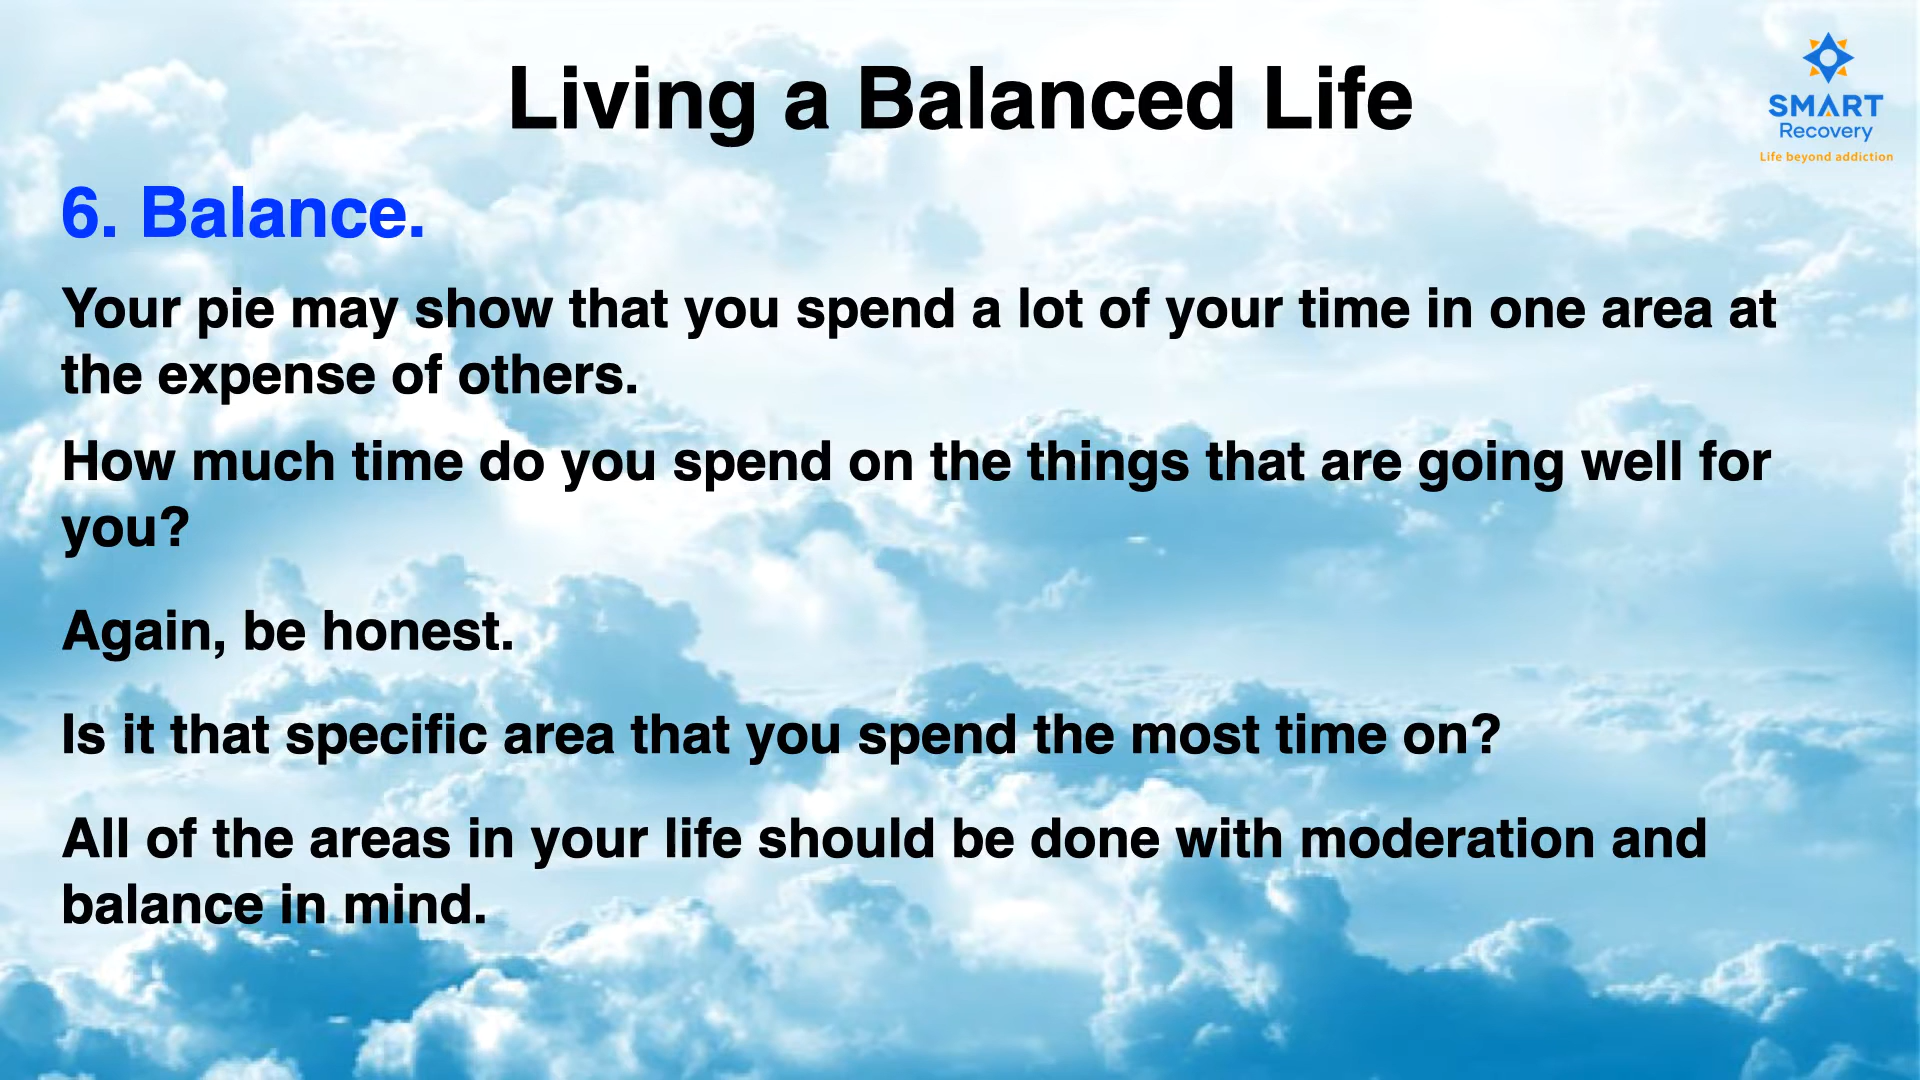 Living a Balanced Life
SMART
Recovery
Life beyond addiction
6. Balance.
Your pie may show that you spend a lot of your time in one area at
the expense of others.
How much time do you spend on the things that are going well for
you?
Again, be honest.
Is it that specific area that you spend the most time on?
All of the areas in your life should be done with moderation and
balance in mind.